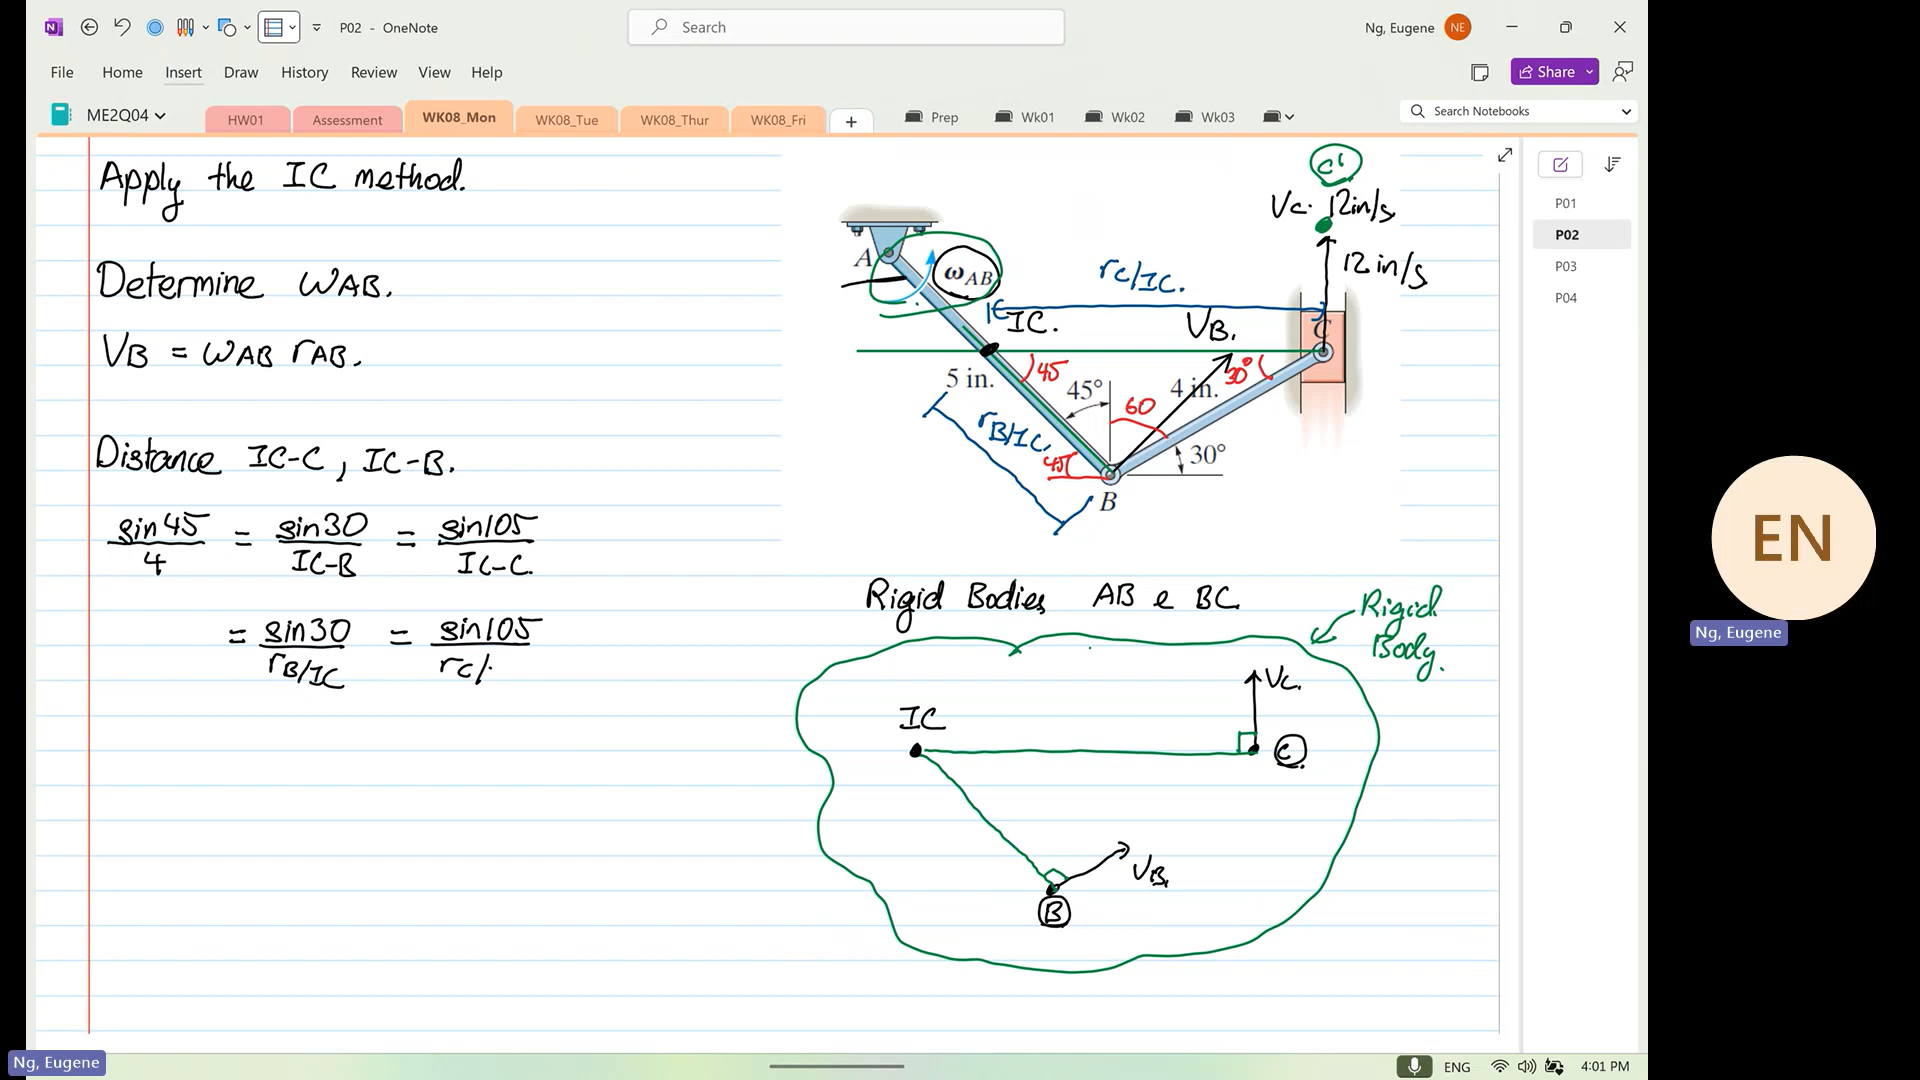 P02 - OneNote
Search
Ng, Eugene
NE
File Home Insert Draw History Review View Help
Share
ME2Q04
HW01
Assessment
WK08_Mon
WK08_Tue
WK08_Thur
WK08_Fri
Prep
Wk01
Wk02
Wk03
Search Notebooks
P01
P02
P03
P04
Apply the IC method.
Determine ωAB.
VB = ωAB rAB.
Distance IC-C, IC-B.
sin45/4 = sin30/IC-B = sin105/IC-C.
= sin30/rB/IC = sin105/rC/.
C'
VC. 12in/s
12in/s
A
ωAB
rC/IC.
IC.
VB.
C
5 in.
45
45°
60
4 in.
30°
rB/IC.
45
30°
B
Rigid Bodies AB e BC.
Rigid
Body.
VC.
IC
C.
VB.
B
EN
Ng, Eugene
Ng, Eugene
ENG
4:01 PM